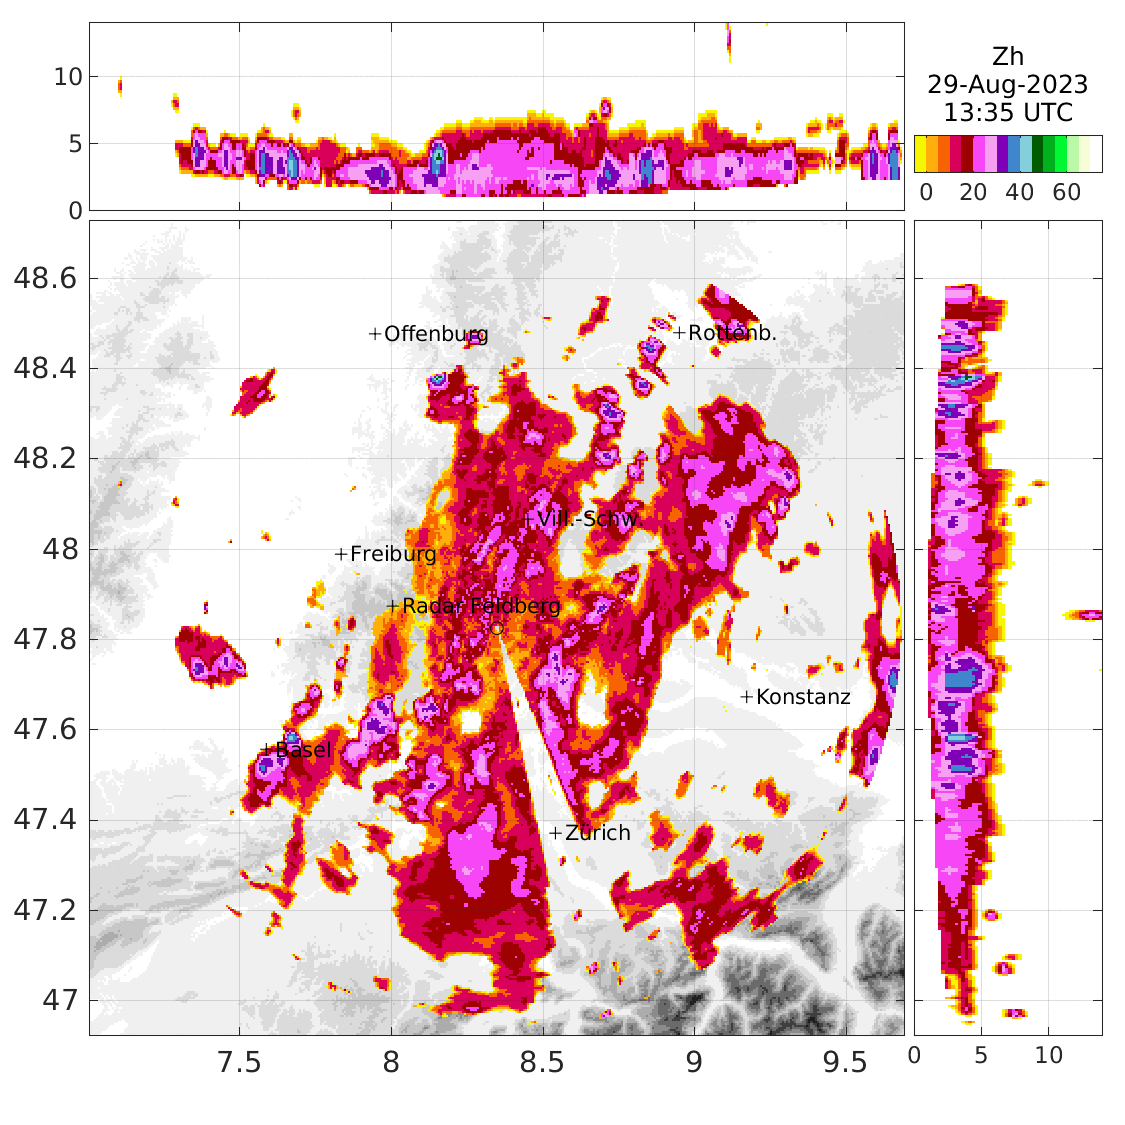 10
5
0
Zh
29-Aug-2023
13:35 UTC
0 20 40 60
48.6
48.4
48.2
48
47.8
47.6
47.4
47.2
47
+Offenburg
+Rottenb.
+Vill.-Schw.
+Freiburg
+Radar Feldberg
+Konstanz
+Basel
+Zürich
7.5 8 8.5 9 9.5
0 5 10